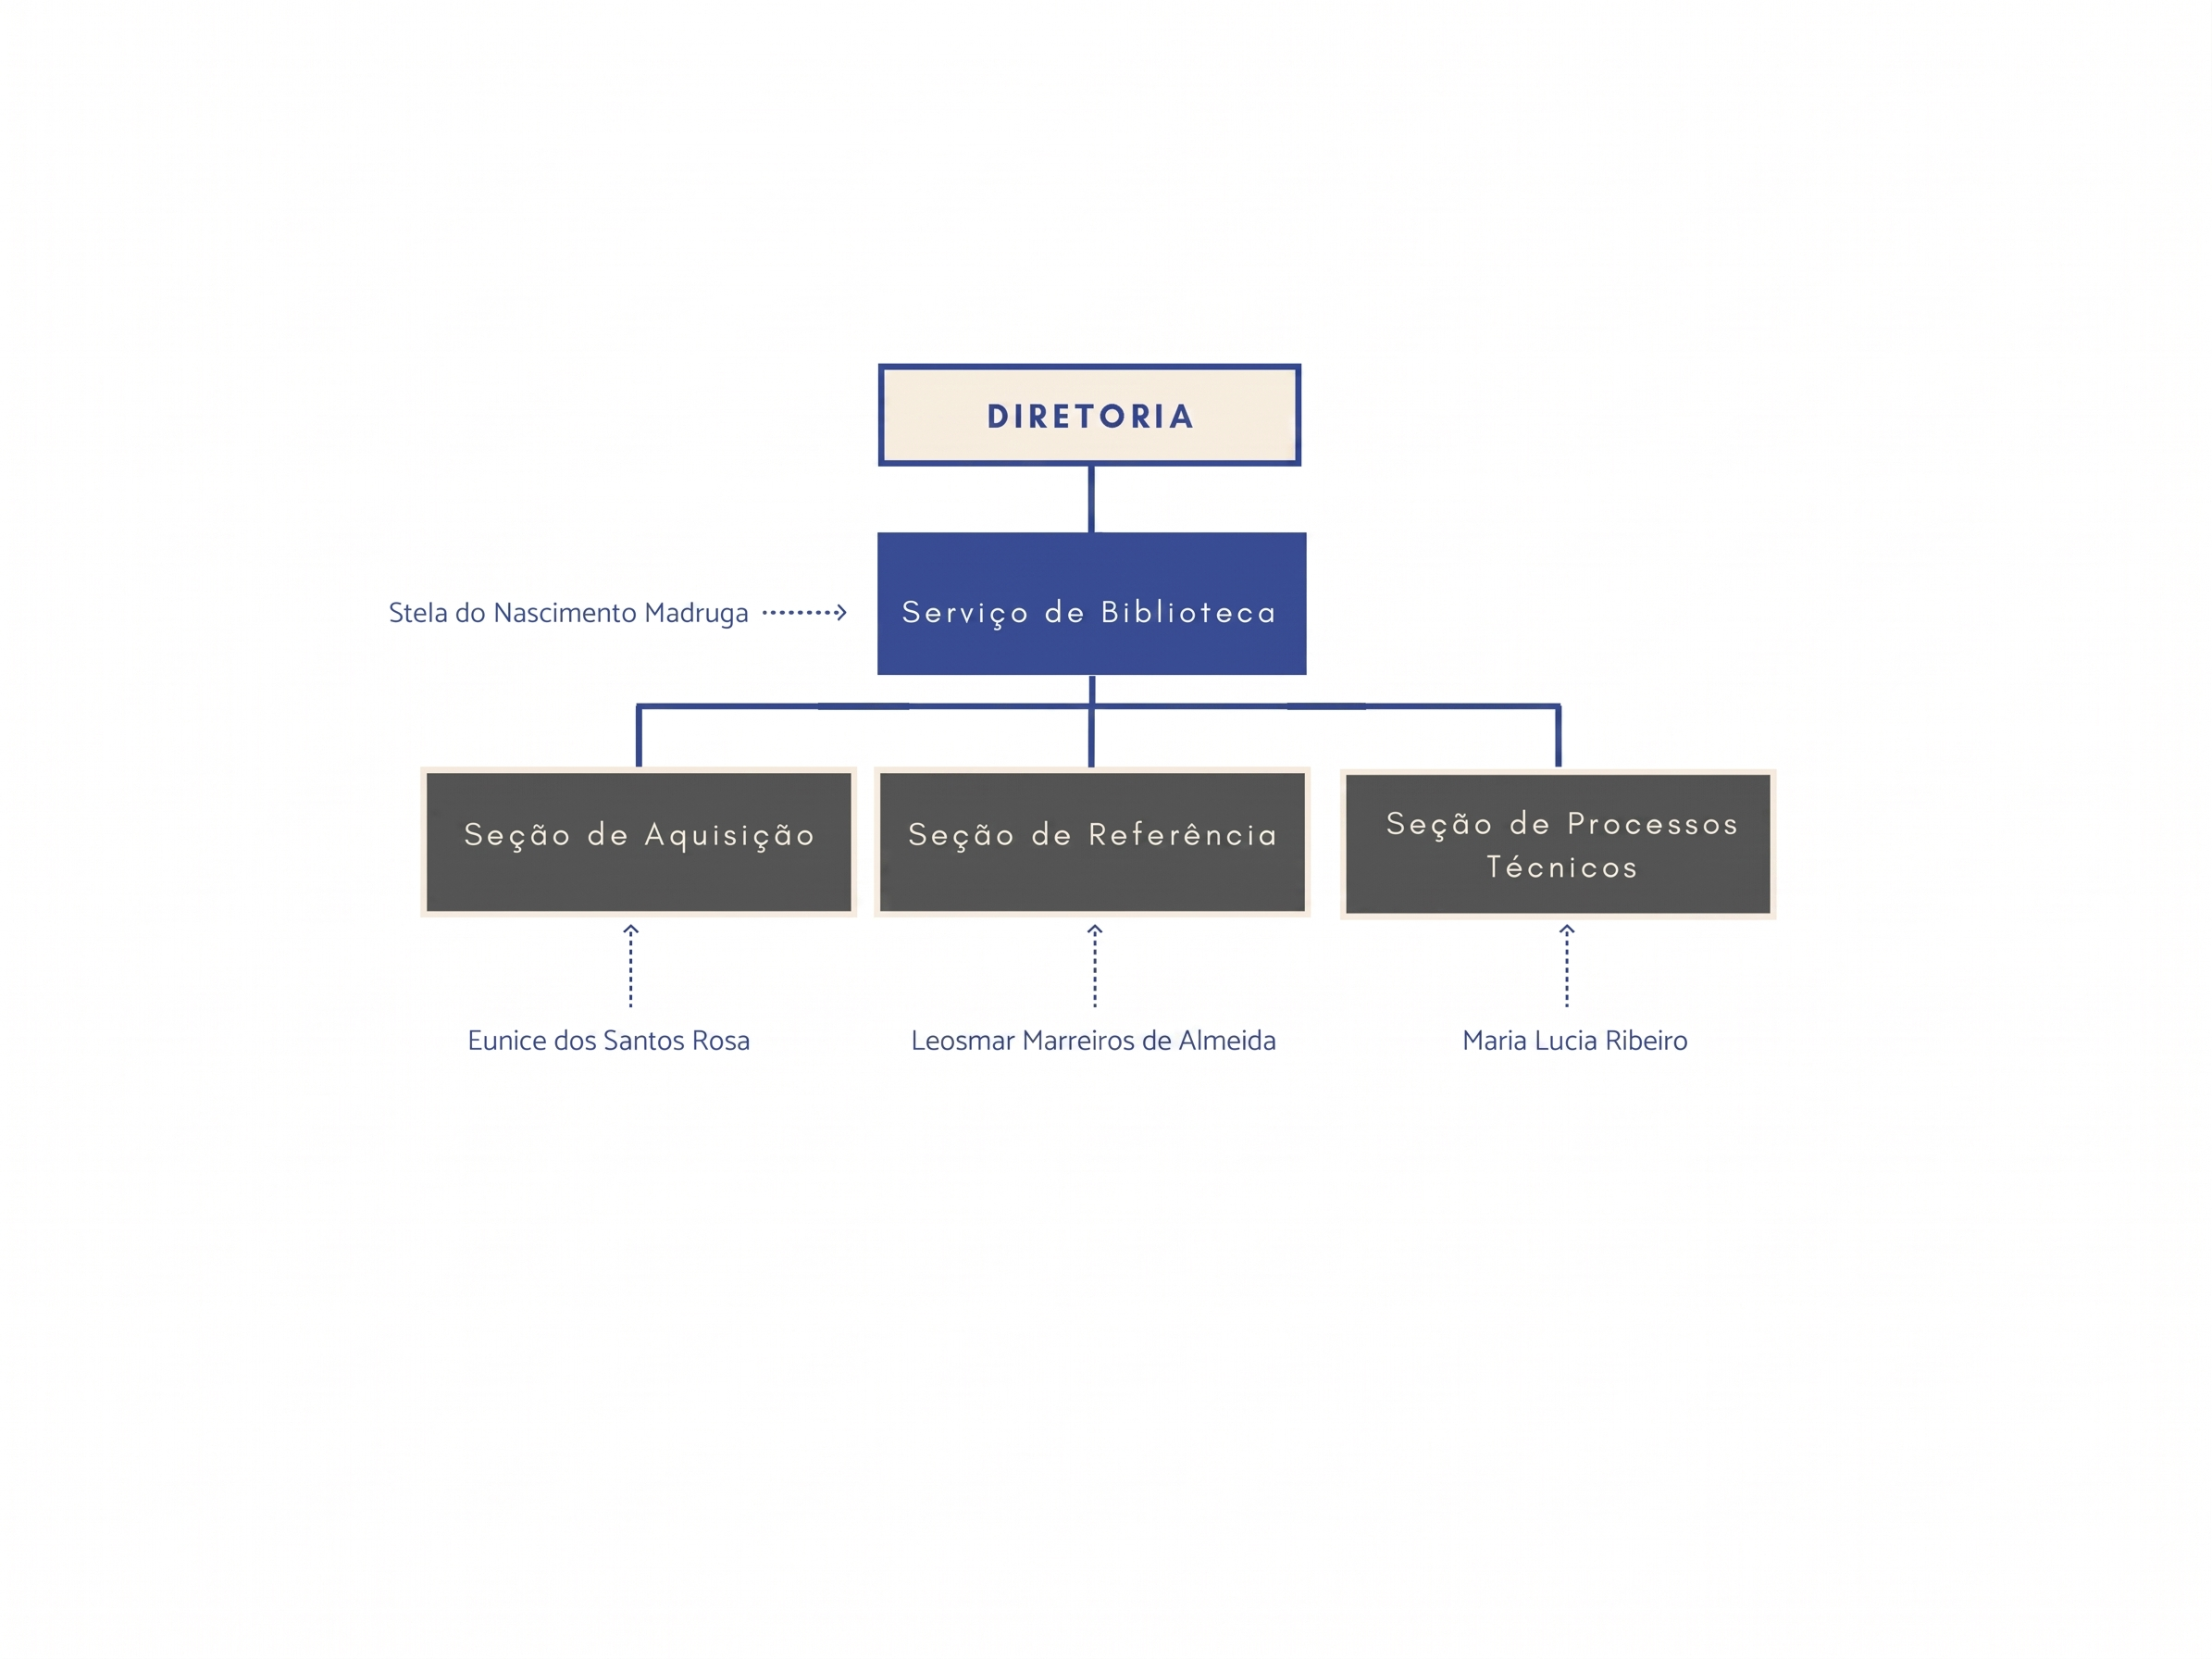 DIRETORIA
Stela do Nascimento Madruga
Serviço de Biblioteca
Seção de Aquisição
Seção de Referência
Seção de Processos
Técnicos
Eunice dos Santos Rosa
Leosmar Marreiros de Almeida
Maria Lucia Ribeiro